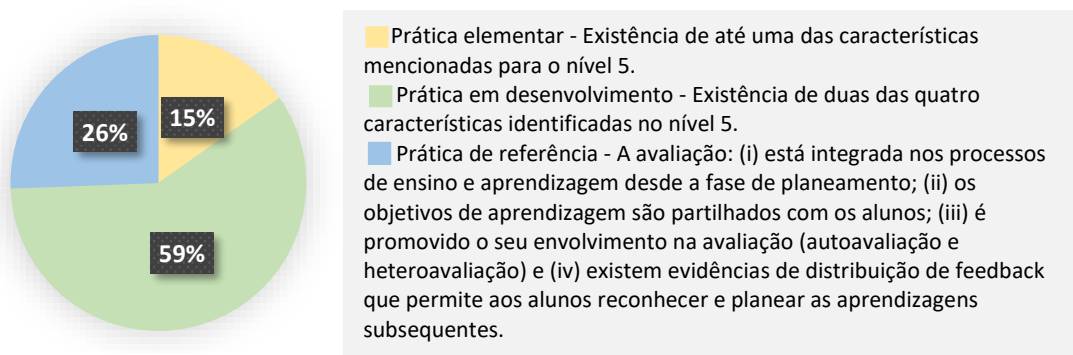 26%
15%
59%
Prática elementar - Existência de até uma das características
mencionadas para o nível 5.
Prática em desenvolvimento - Existência de duas das quatro
características identificadas no nível 5.
Prática de referência - A avaliação: (i) está integrada nos processos
de ensino e aprendizagem desde a fase de planeamento; (ii) os
objetivos de aprendizagem são partilhados com os alunos; (iii) é
promovido o seu envolvimento na avaliação (autoavaliação e
heteroavaliação) e (iv) existem evidências de distribuição de feedback
que permite aos alunos reconhecer e planear as aprendizagens
subsequentes.